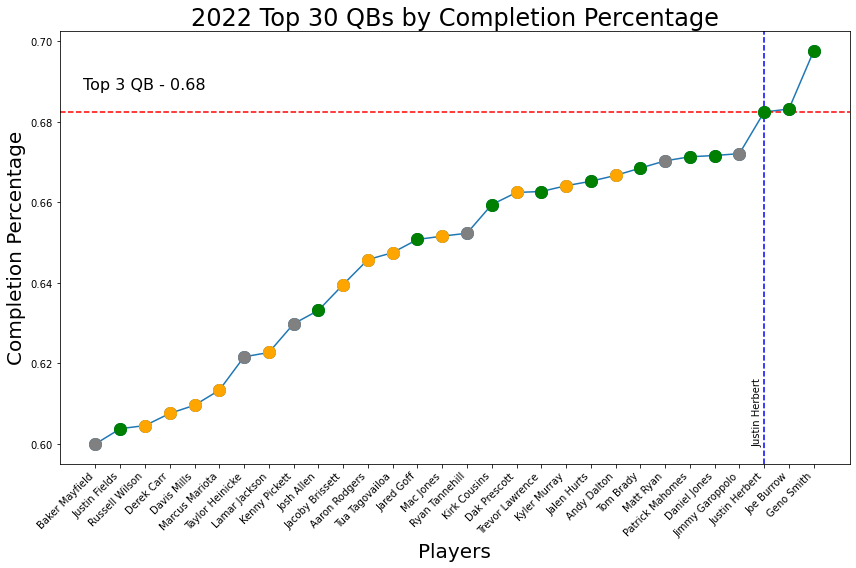 2022 Top 30 QBs by Completion Percentage
0.70
0.68
0.66
0.64
0.62
0.60
Completion Percentage
Top 3 QB - 0.68
Justin Herbert
Baker Mayfield
Justin Fields
Russell Wilson
Derek Carr
Davis Mills
Marcus Mariota
Taylor Heinicke
Lamar Jackson
Kenny Pickett
Josh Allen
Jacoby Brissett
Aaron Rodgers
Tua Tagovailoa
Jared Goff
Mac Jones
Ryan Tannehill
Kirk Cousins
Dak Prescott
Trevor Lawrence
Kyler Murray
Jalen Hurts
Andy Dalton
Tom Brady
Matt Ryan
Patrick Mahomes
Daniel Jones
Jimmy Garoppolo
Justin Herbert
Joe Burrow
Geno Smith
Players